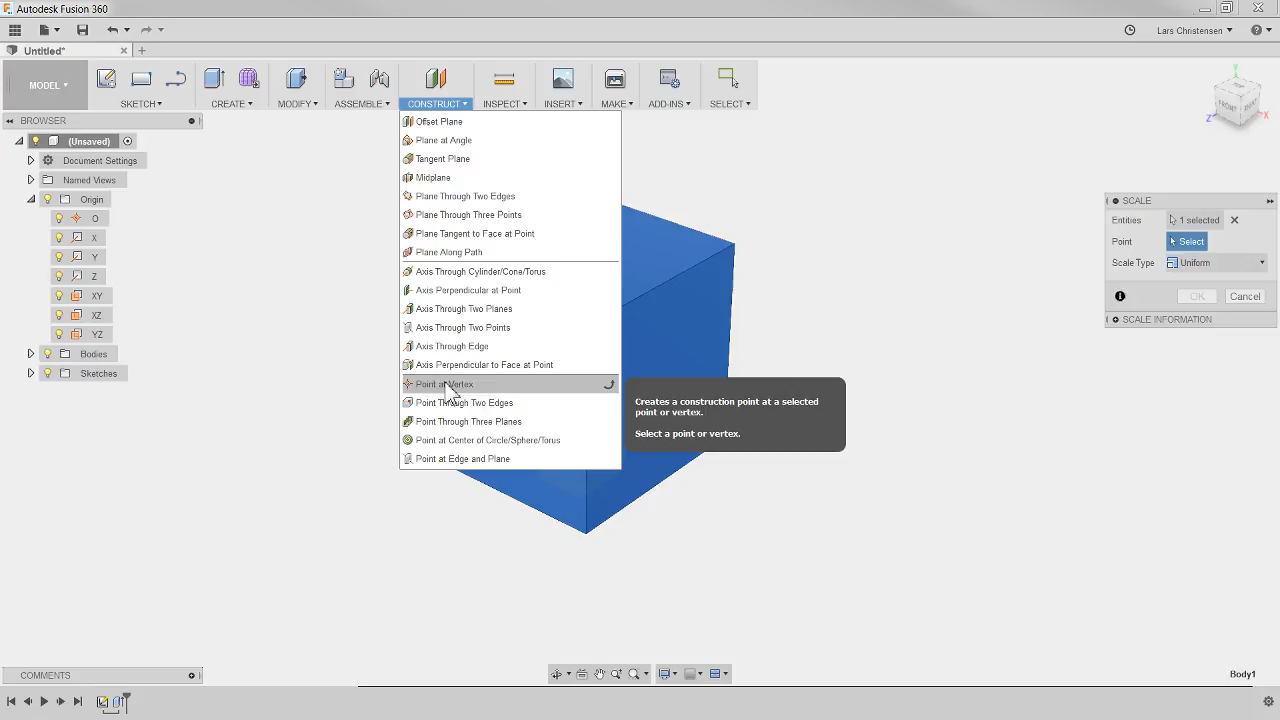 Autodesk Fusion 360
Lars Christensen
Untitled*
MODEL
SKETCH
CREATE
MODIFY
ASSEMBLE
CONSTRUCT
INSPECT
INSERT
MAKE
ADD-INS
SELECT
BROWSER
(Unsaved)
Document Settings
Named Views
Origin
O
X
Y
Z
XY
XZ
YZ
Bodies
Sketches
Offset Plane
Plane at Angle
Tangent Plane
Midplane
Plane Through Two Edges
Plane Through Three Points
Plane Tangent to Face at Point
Plane Along Path
Axis Through Cylinder/Cone/Torus
Axis Perpendicular at Point
Axis Through Two Planes
Axis Through Two Points
Axis Through Edge
Axis Perpendicular to Face at Point
Point at Vertex
Point Through Two Edges
Point Through Three Planes
Point at Center of Circle/Sphere/Torus
Point at Edge and Plane
Creates a construction point at a selected
point or vertex.
Select a point or vertex.
Y
FRONT
RIGHT
Z
X
SCALE
Entities 1 selected
Point Select
Scale Type Uniform
OK Cancel
SCALE INFORMATION
COMMENTS
Body1